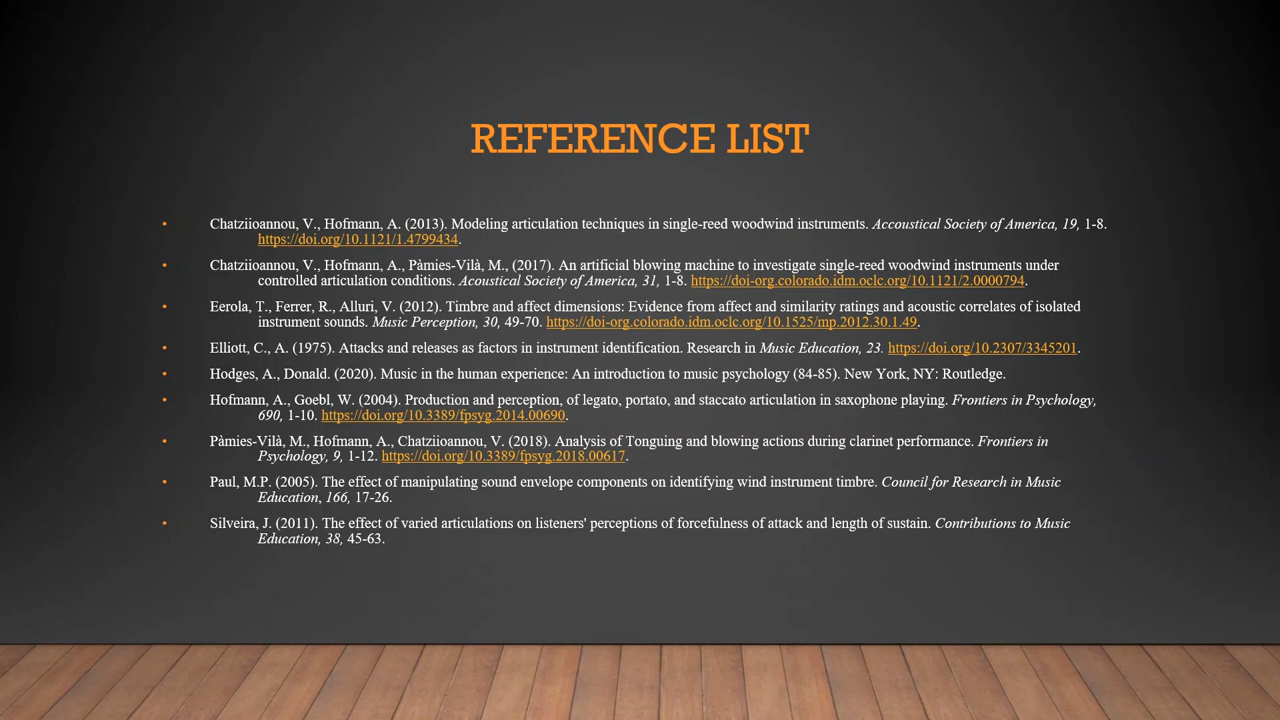 REFERENCE LIST
• Chatziioannou, V., Hofmann, A. (2013). Modeling articulation techniques in single-reed woodwind instruments. Accoustical Society of America, 19, 1-8.
https://doi.org/10.1121/1.4799434.
• Chatziioannou, V., Hofmann, A., Pàmies-Vilà, M., (2017). An artificial blowing machine to investigate single-reed woodwind instruments under
controlled articulation conditions. Acoustical Society of America, 31, 1-8. https://doi-org.colorado.idm.oclc.org/10.1121/2.0000794.
• Eerola, T., Ferrer, R., Alluri, V. (2012). Timbre and affect dimensions: Evidence from affect and similarity ratings and acoustic correlates of isolated
instrument sounds. Music Perception, 30, 49-70. https://doi-org.colorado.idm.oclc.org/10.1525/mp.2012.30.1.49.
• Elliott, C., A. (1975). Attacks and releases as factors in instrument identification. Research in Music Education, 23. https://doi.org/10.2307/3345201.
• Hodges, A., Donald. (2020). Music in the human experience: An introduction to music psychology (84-85). New York, NY: Routledge.
• Hofmann, A., Goebl, W. (2004). Production and perception, of legato, portato, and staccato articulation in saxophone playing. Frontiers in Psychology,
690, 1-10. https://doi.org/10.3389/fpsyg.2014.00690.
• Pàmies-Vilà, M., Hofmann, A., Chatziioannou, V. (2018). Analysis of Tonguing and blowing actions during clarinet performance. Frontiers in
Psychology, 9, 1-12. https://doi.org/10.3389/fpsyg.2018.00617.
• Paul, M.P. (2005). The effect of manipulating sound envelope components on identifying wind instrument timbre. Council for Research in Music
Education, 166, 17-26.
• Silveira, J. (2011). The effect of varied articulations on listeners' perceptions of forcefulness of attack and length of sustain. Contributions to Music
Education, 38, 45-63.